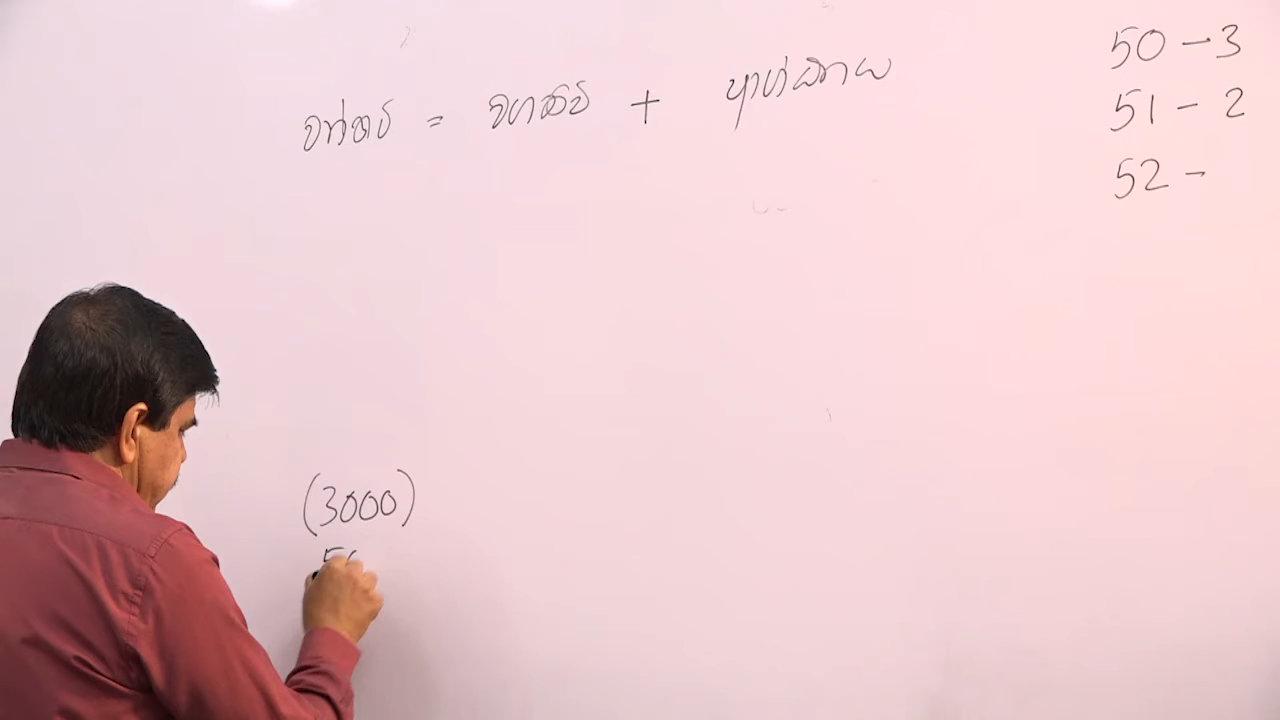 වත්කම් = වගකීම් + ප්‍රාග්ධනය
50 - 3
51 - 2
52 -
(3000)